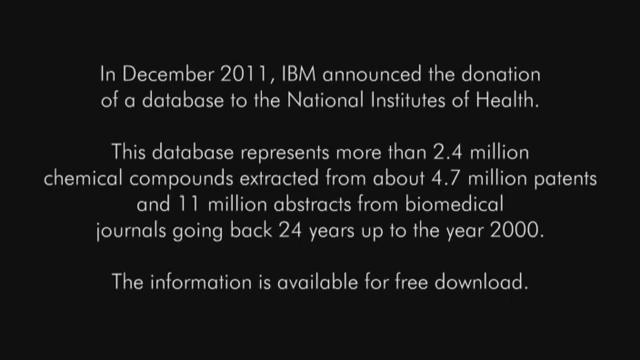 In December 2011, IBM announced the donation
of a database to the National Institutes of Health.
This database represents more than 2.4 million
chemical compounds extracted from about 4.7 million patents
and 11 million abstracts from biomedical
journals going back 24 years up to the year 2000.
The information is available for free download.